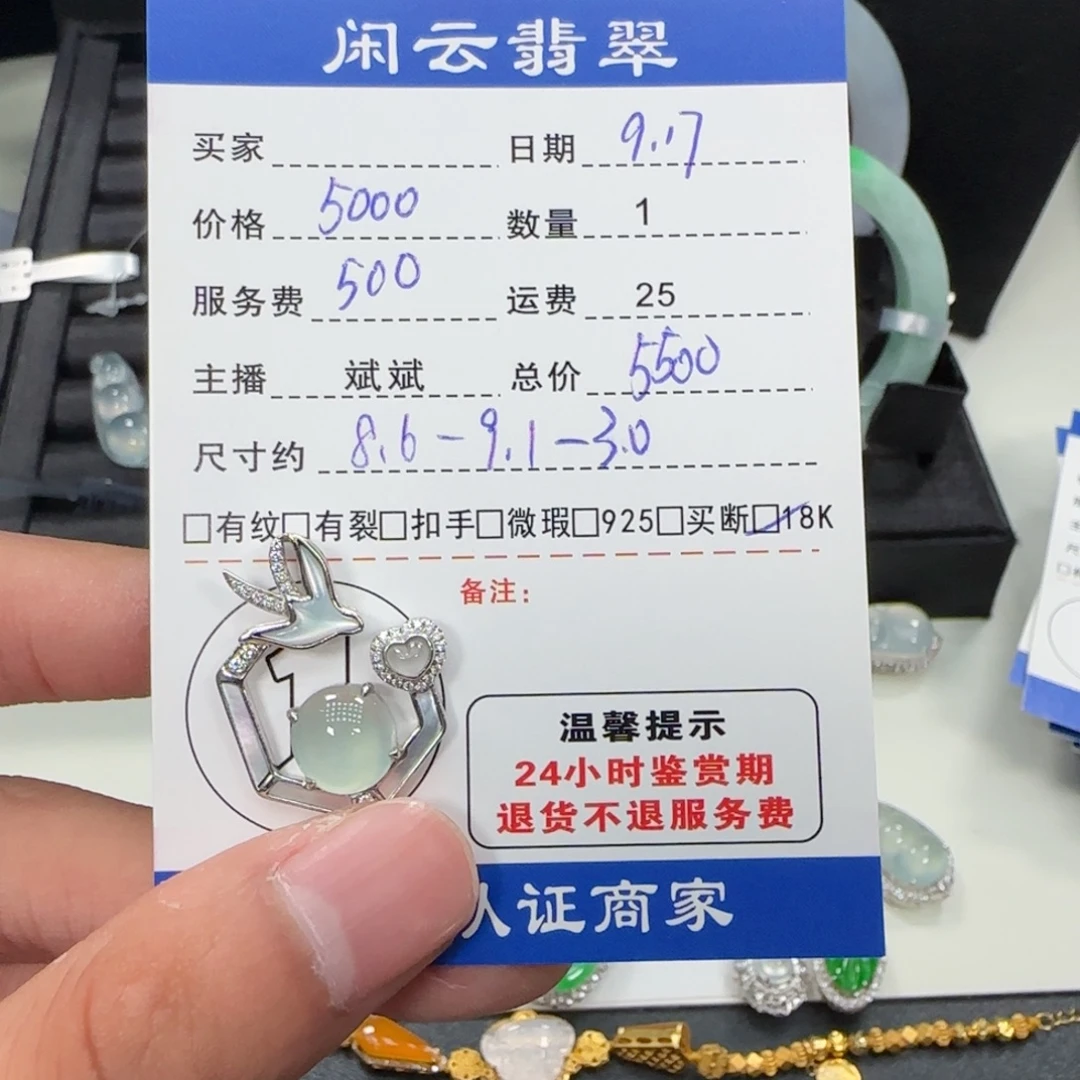 闲云翡翠
买家 日期 9.17
价格 5000 数量 1
服务费 500 运费 25
主播 斌斌 总价 5500
尺寸约 8.6-9.1-3.0
□有纹□有裂□扣手□微瑕□925□买断□18K
备注：
1
温馨提示
24小时鉴赏期
退货不退服务费
认证商家